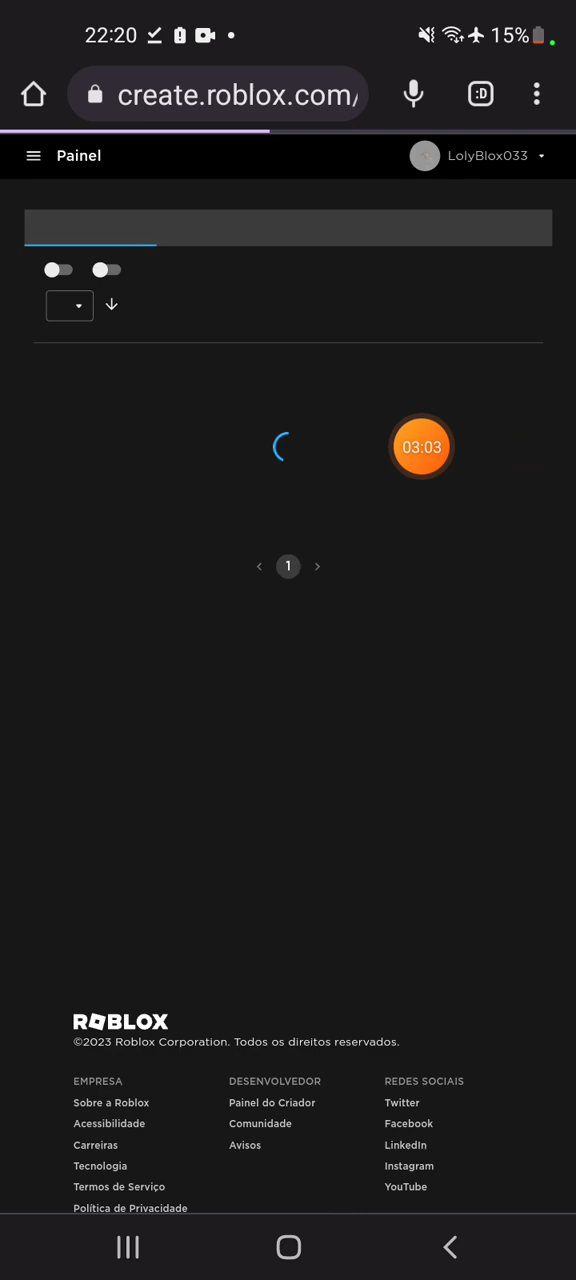 22:20
15%
create.roblox.com/
:D
Painel
LolyBlox033
03:03
1
ROBLOX
©2023 Roblox Corporation. Todos os direitos reservados.
EMPRESA
Sobre a Roblox
Acessibilidade
Carreiras
Tecnologia
Termos de Serviço
Política de Privacidade
DESENVOLVEDOR
Painel do Criador
Comunidade
Avisos
REDES SOCIAIS
Twitter
Facebook
LinkedIn
Instagram
YouTube